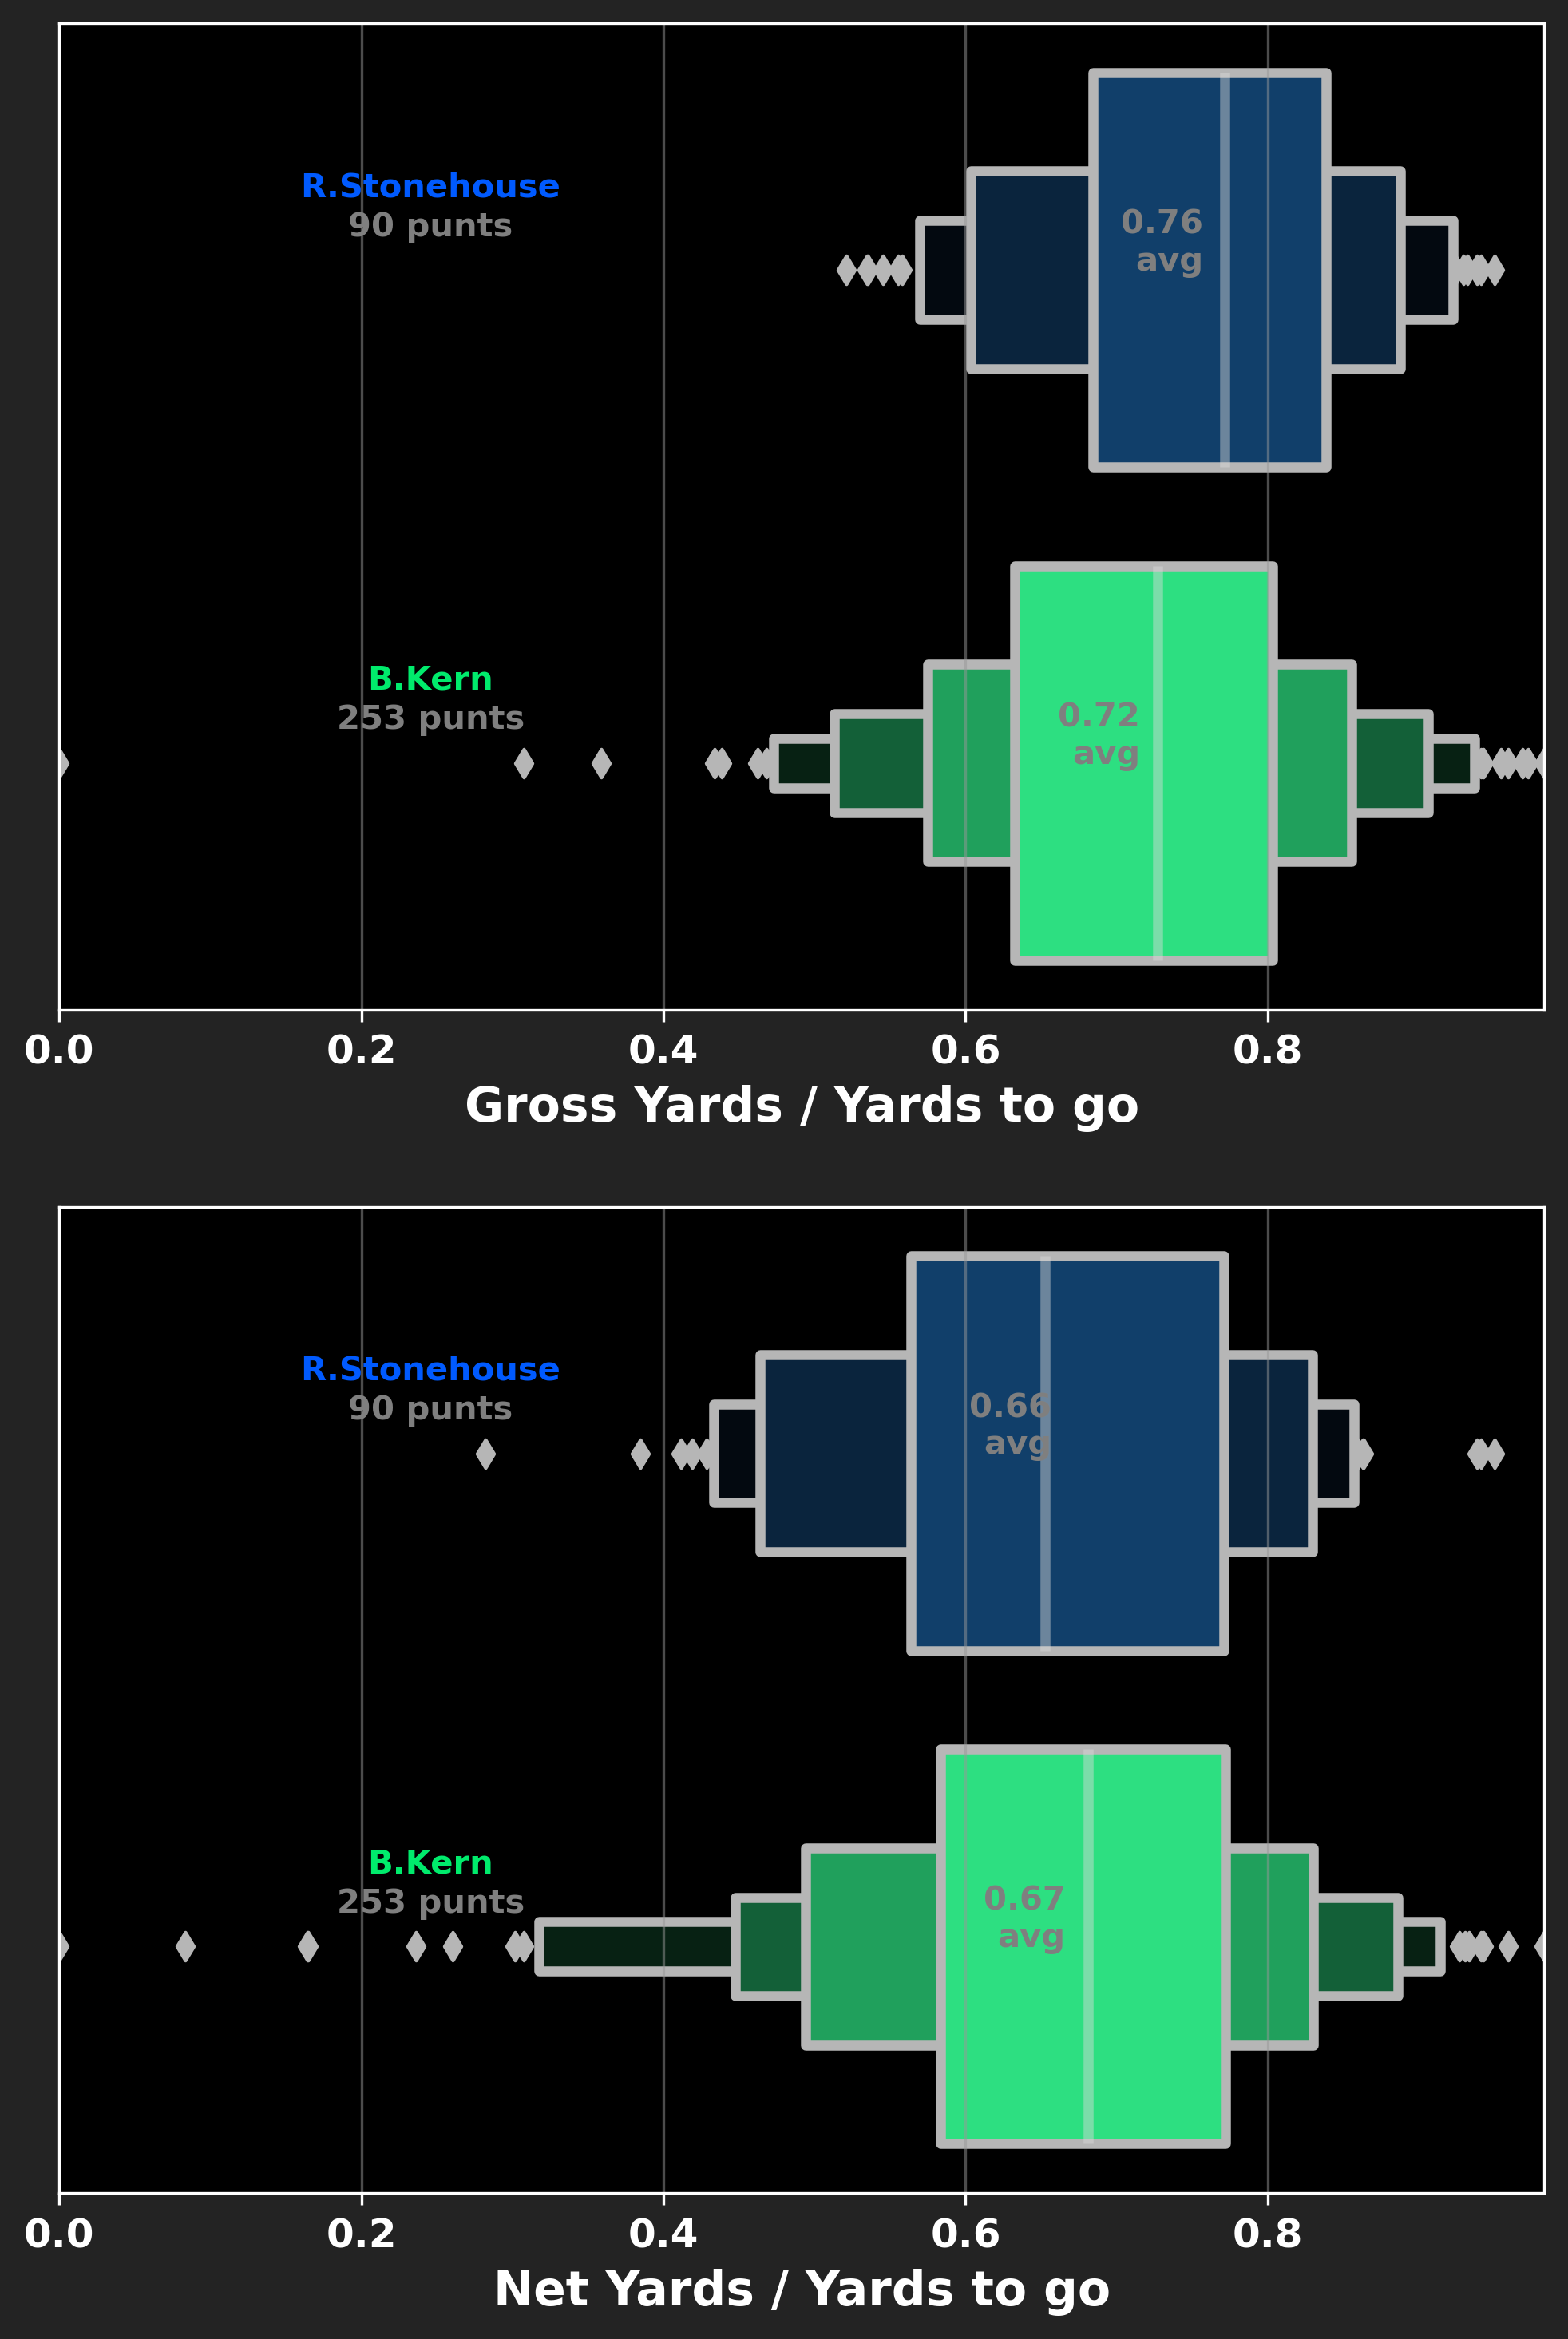 R.Stonehouse
90 punts
0.76
avg
B.Kern
253 punts
0.72
avg
0.0 0.2 0.4 0.6 0.8
Gross Yards / Yards to go
R.Stonehouse
90 punts
0.66
avg
B.Kern
253 punts
0.67
avg
0.0 0.2 0.4 0.6 0.8
Net Yards / Yards to go